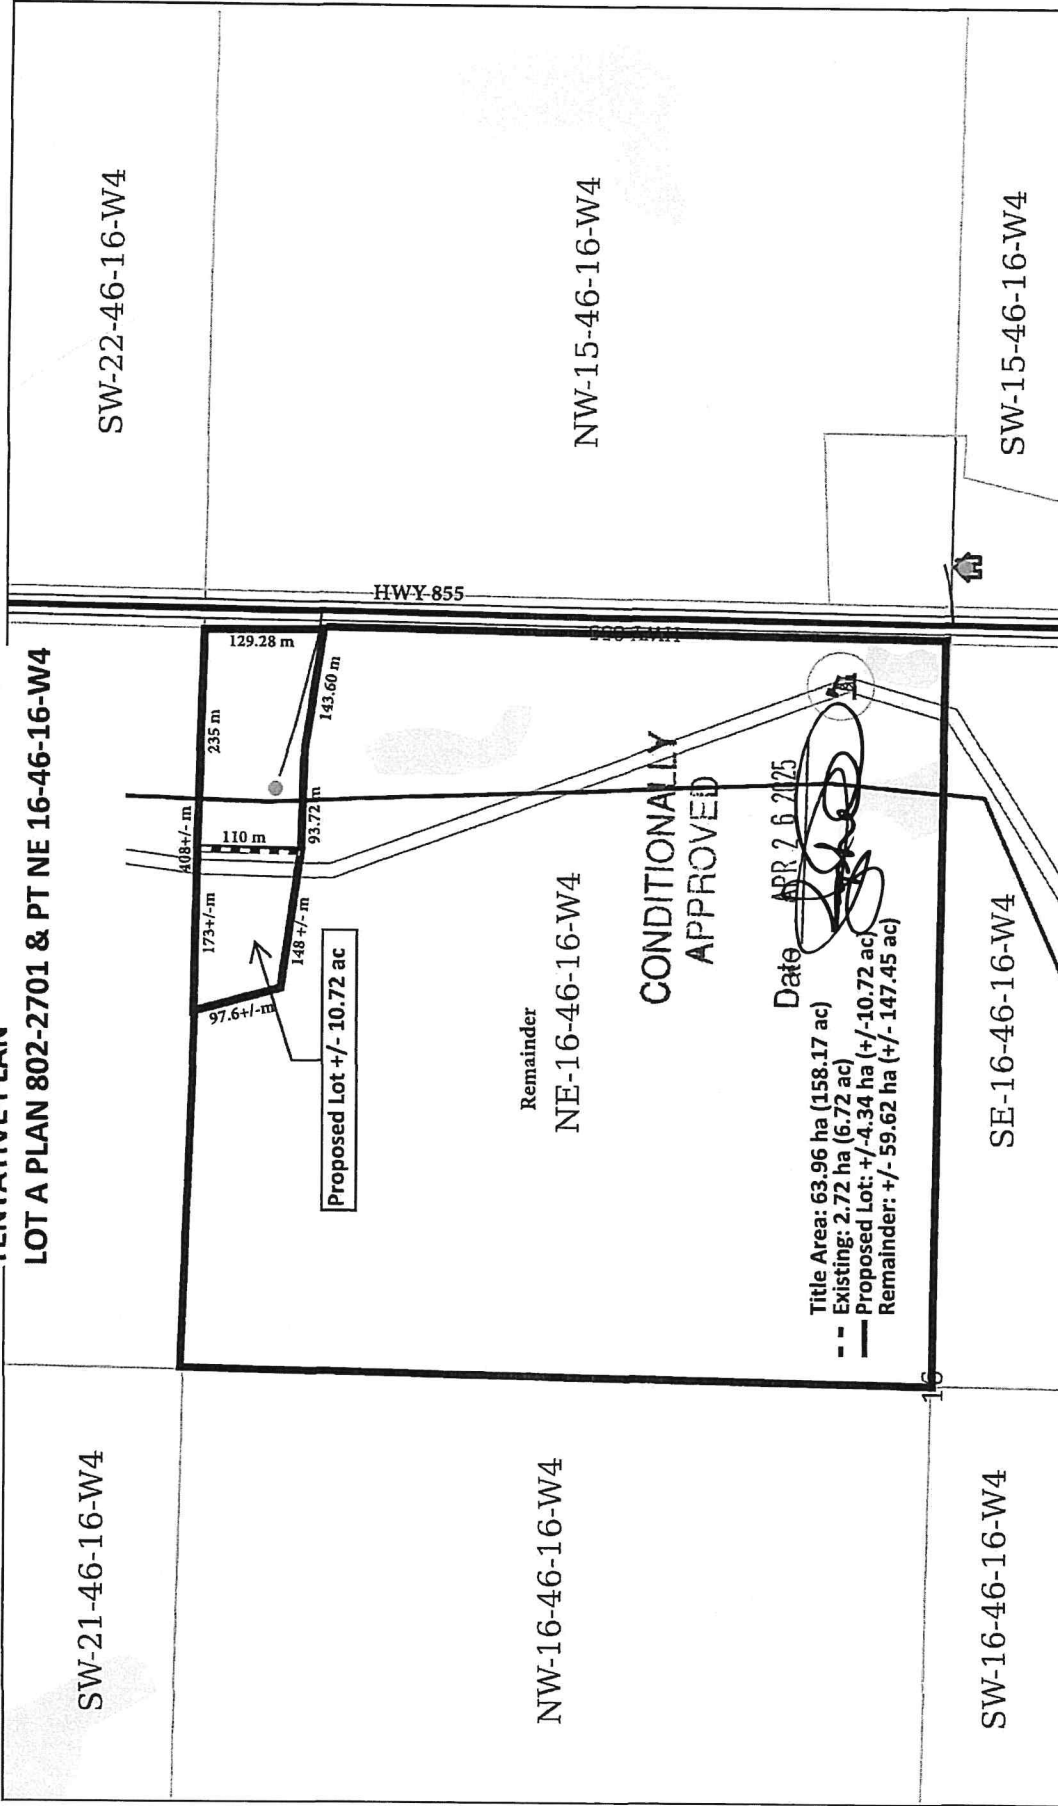 TENTATIVE PLAN
LOT A PLAN 802-2701 & PT NE 16-46-16-W4
SW-21-46-16-W4
SW-22-46-16-W4
408+/- m
173+/-m
235 m
129.28 m
110 m
97.6+/-m
148 +/- m
93.72 m
143.60 m
HWY 855
HWY 855
Proposed Lot +/- 10.72 ac
Remainder
NW-16-46-16-W4
NE-16-46-16-W4
NW-15-46-16-W4
CONDITIONALLY
APPROVED
Date APR 26 2025
Title Area: 63.96 ha (158.17 ac)
Existing: 2.72 ha (6.72 ac)
Proposed Lot: +/-4.34 ha (+/-10.72 ac)
Remainder: +/- 59.62 ha (+/- 147.45 ac)
16
SW-16-46-16-W4
SE-16-46-16-W4
SW-15-46-16-W4